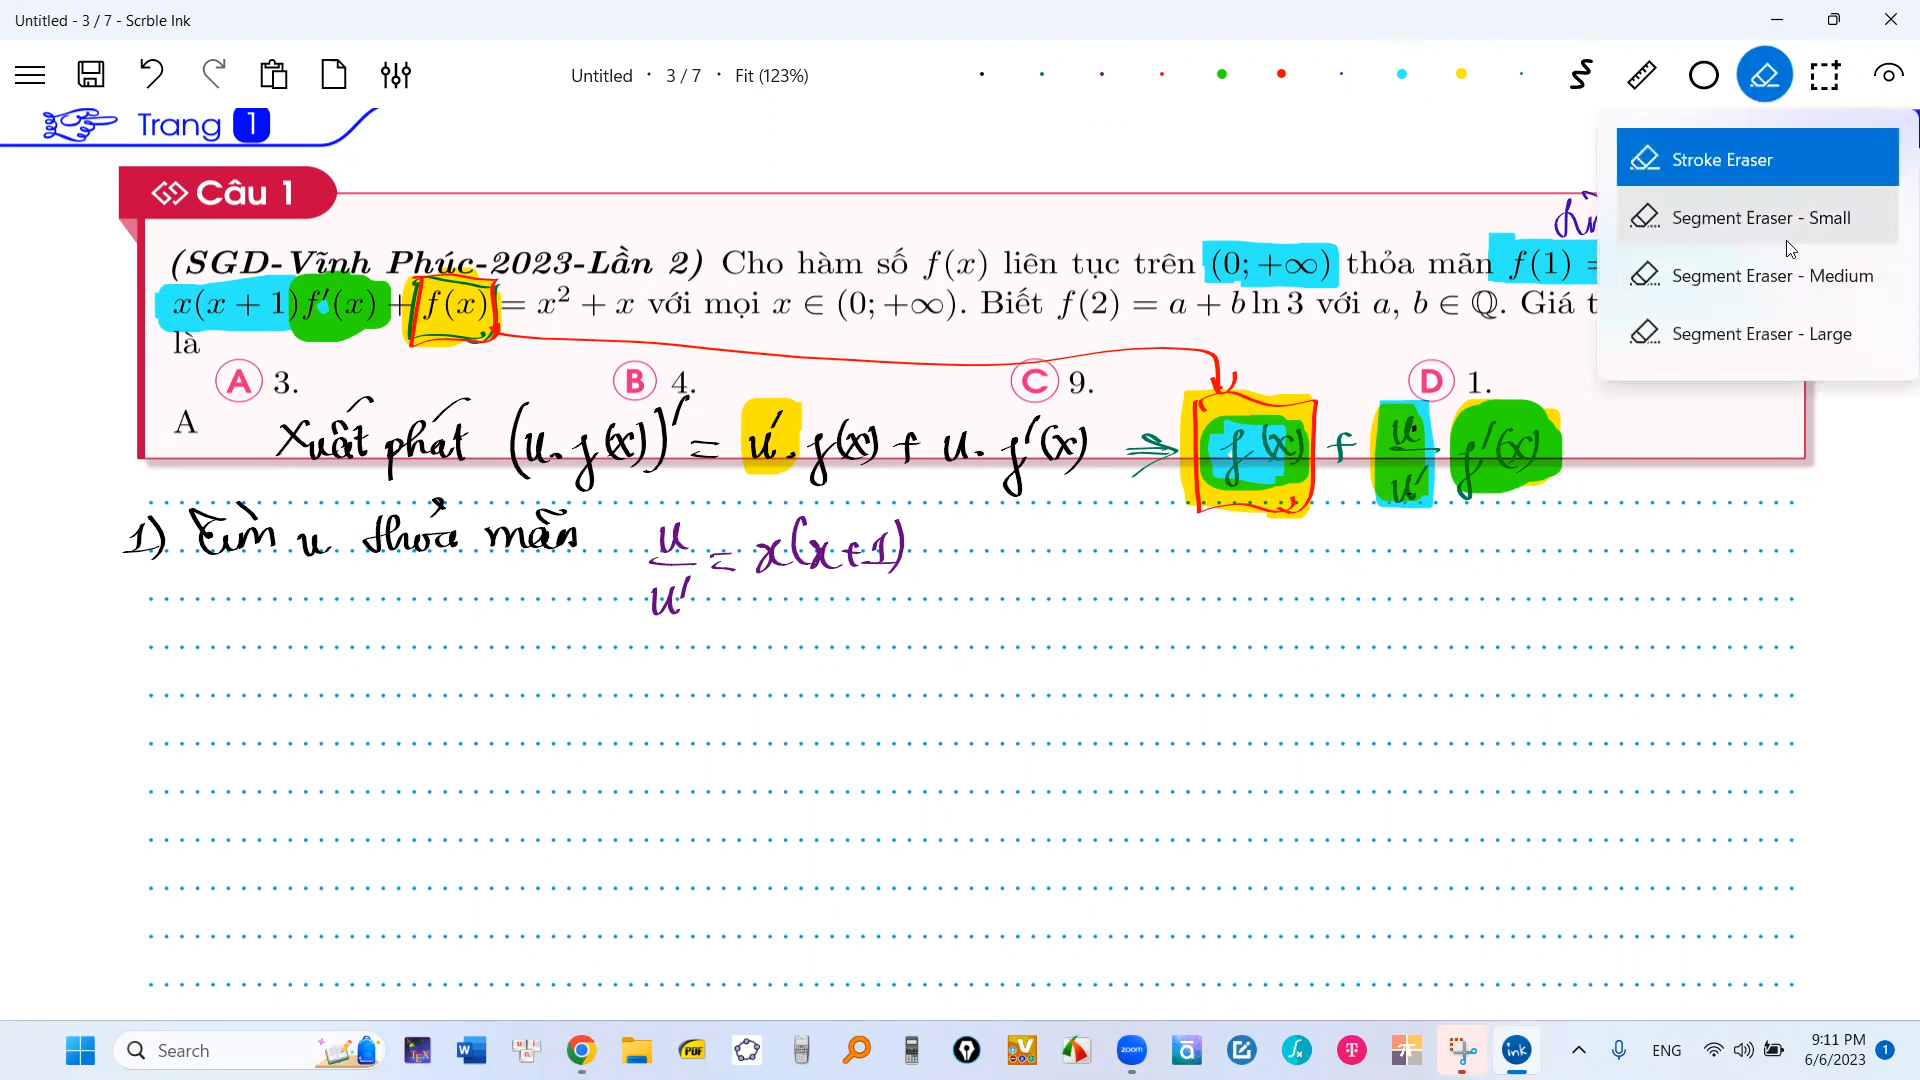 Untitled - 3 / 7 - Scrble Ink
Untitled · 3 / 7 · Fit (123%)
Trang 1
Stroke Eraser
Segment Eraser - Small
Segment Eraser - Medium
Segment Eraser - Large
Câu 1
(SGD-Vĩnh Phúc-2023-Lần 2) Cho hàm số f(x) liên tục trên (0; +∞) thỏa mãn f(1) =
x(x + 1)f′(x) + f(x) = x² + x với mọi x ∈ (0; +∞). Biết f(2) = a + b ln 3 với a, b ∈ ℚ. Giá t
là
A 3. B 4. C 9. D 1.
A
Xuất phát (u.f(x))′ = u′.f(x) + u.f′(x) ⇒ f(x) + u/u′ f′(x)
1) Tìm u thỏa mãn u/u′ = x(x+1)
Search
ENG
9:11 PM
6/6/2023
1